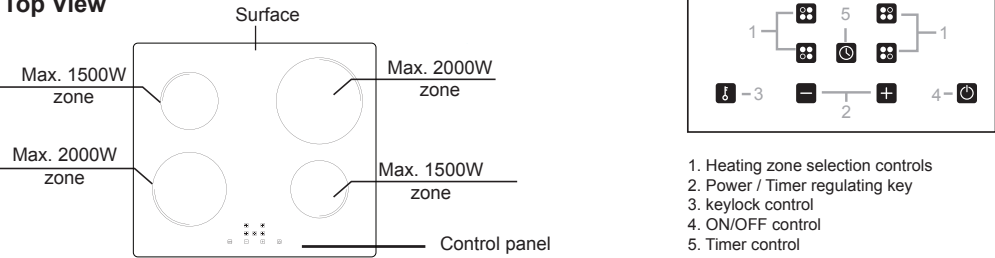 Top View
Surface
Max. 1500W
zone
Max. 2000W
zone
Max. 2000W
zone
Max. 1500W
zone
Control panel
1
5
1
3
2
4
1. Heating zone selection controls
2. Power / Timer regulating key
3. keylock control
4. ON/OFF control
5. Timer control